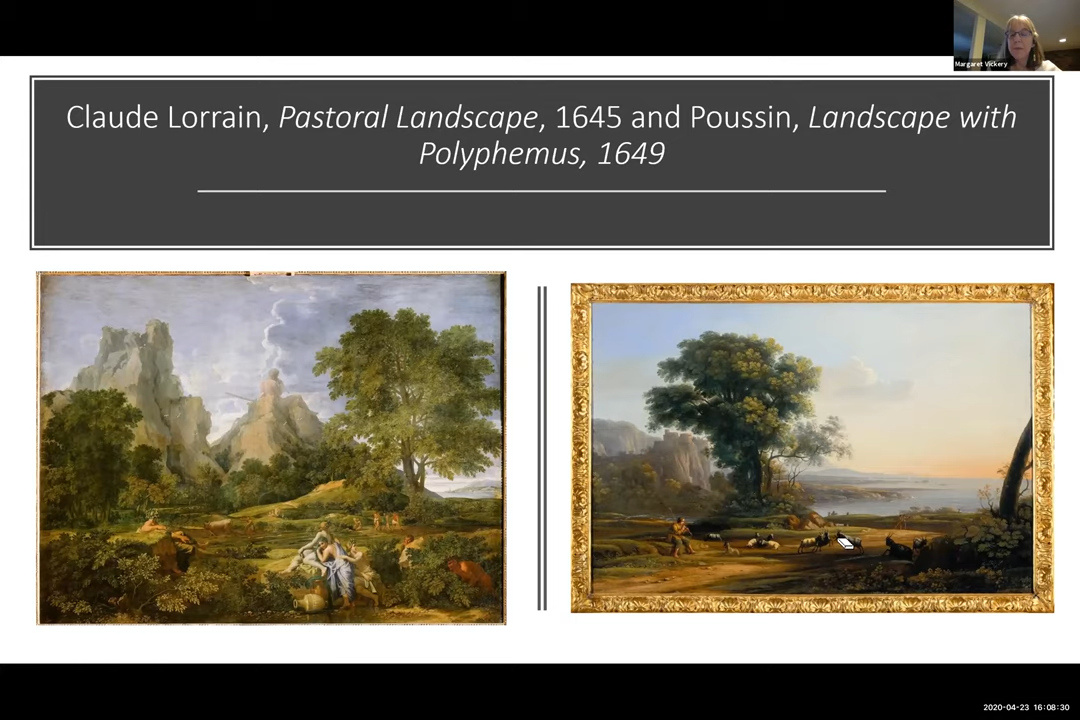 Margaret Vickery
Claude Lorrain, Pastoral Landscape, 1645 and Poussin, Landscape with
Polyphemus, 1649
2020-04-23 16:08:30